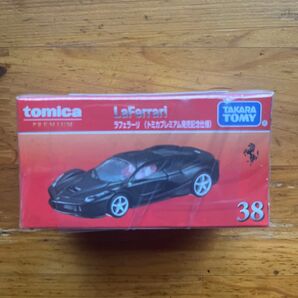 tomica
PREMIUM
LaFerrari
ラフェラーリ (トミカプレミアム発売記念仕様)
TAKARA
TOMY
38